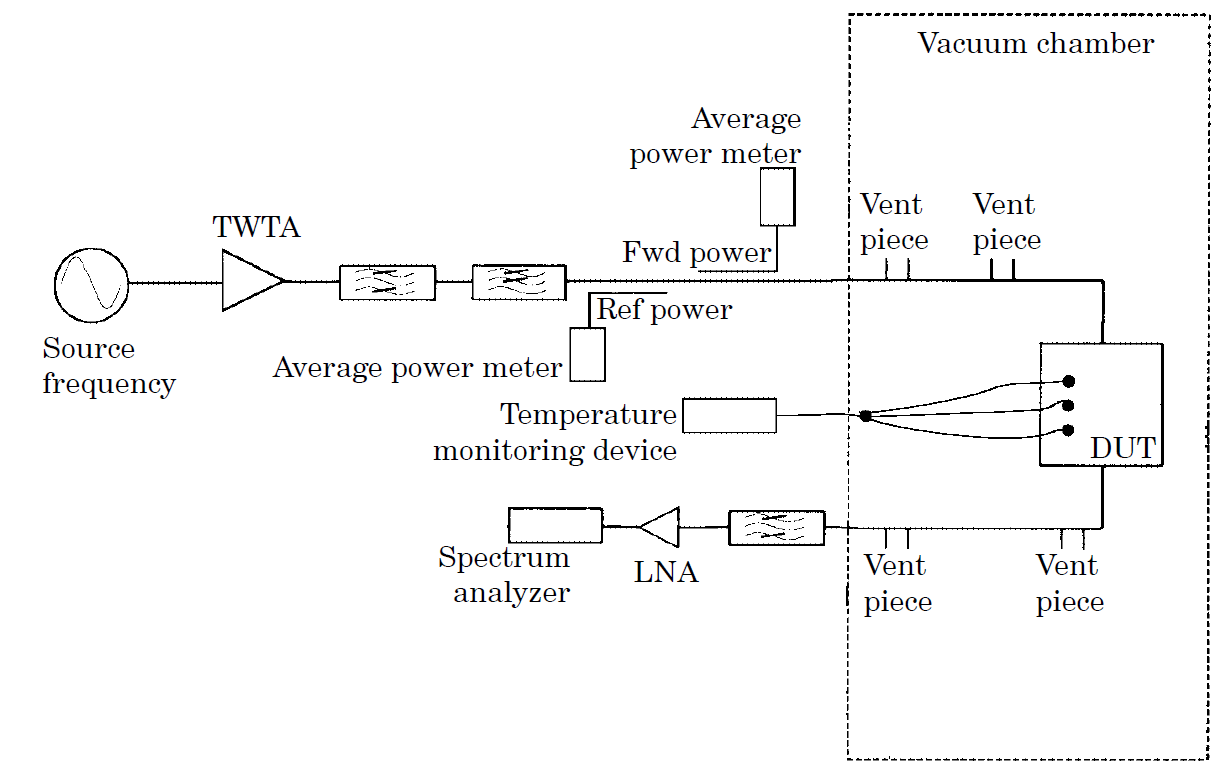 Vacuum chamber
Average
power meter
Vent
piece
Vent
piece
TWTA
Fwd power
Ref power
Source
frequency
Average power meter
Temperature
monitoring device
DUT
Spectrum
analyzer
LNA
Vent
piece
Vent
piece